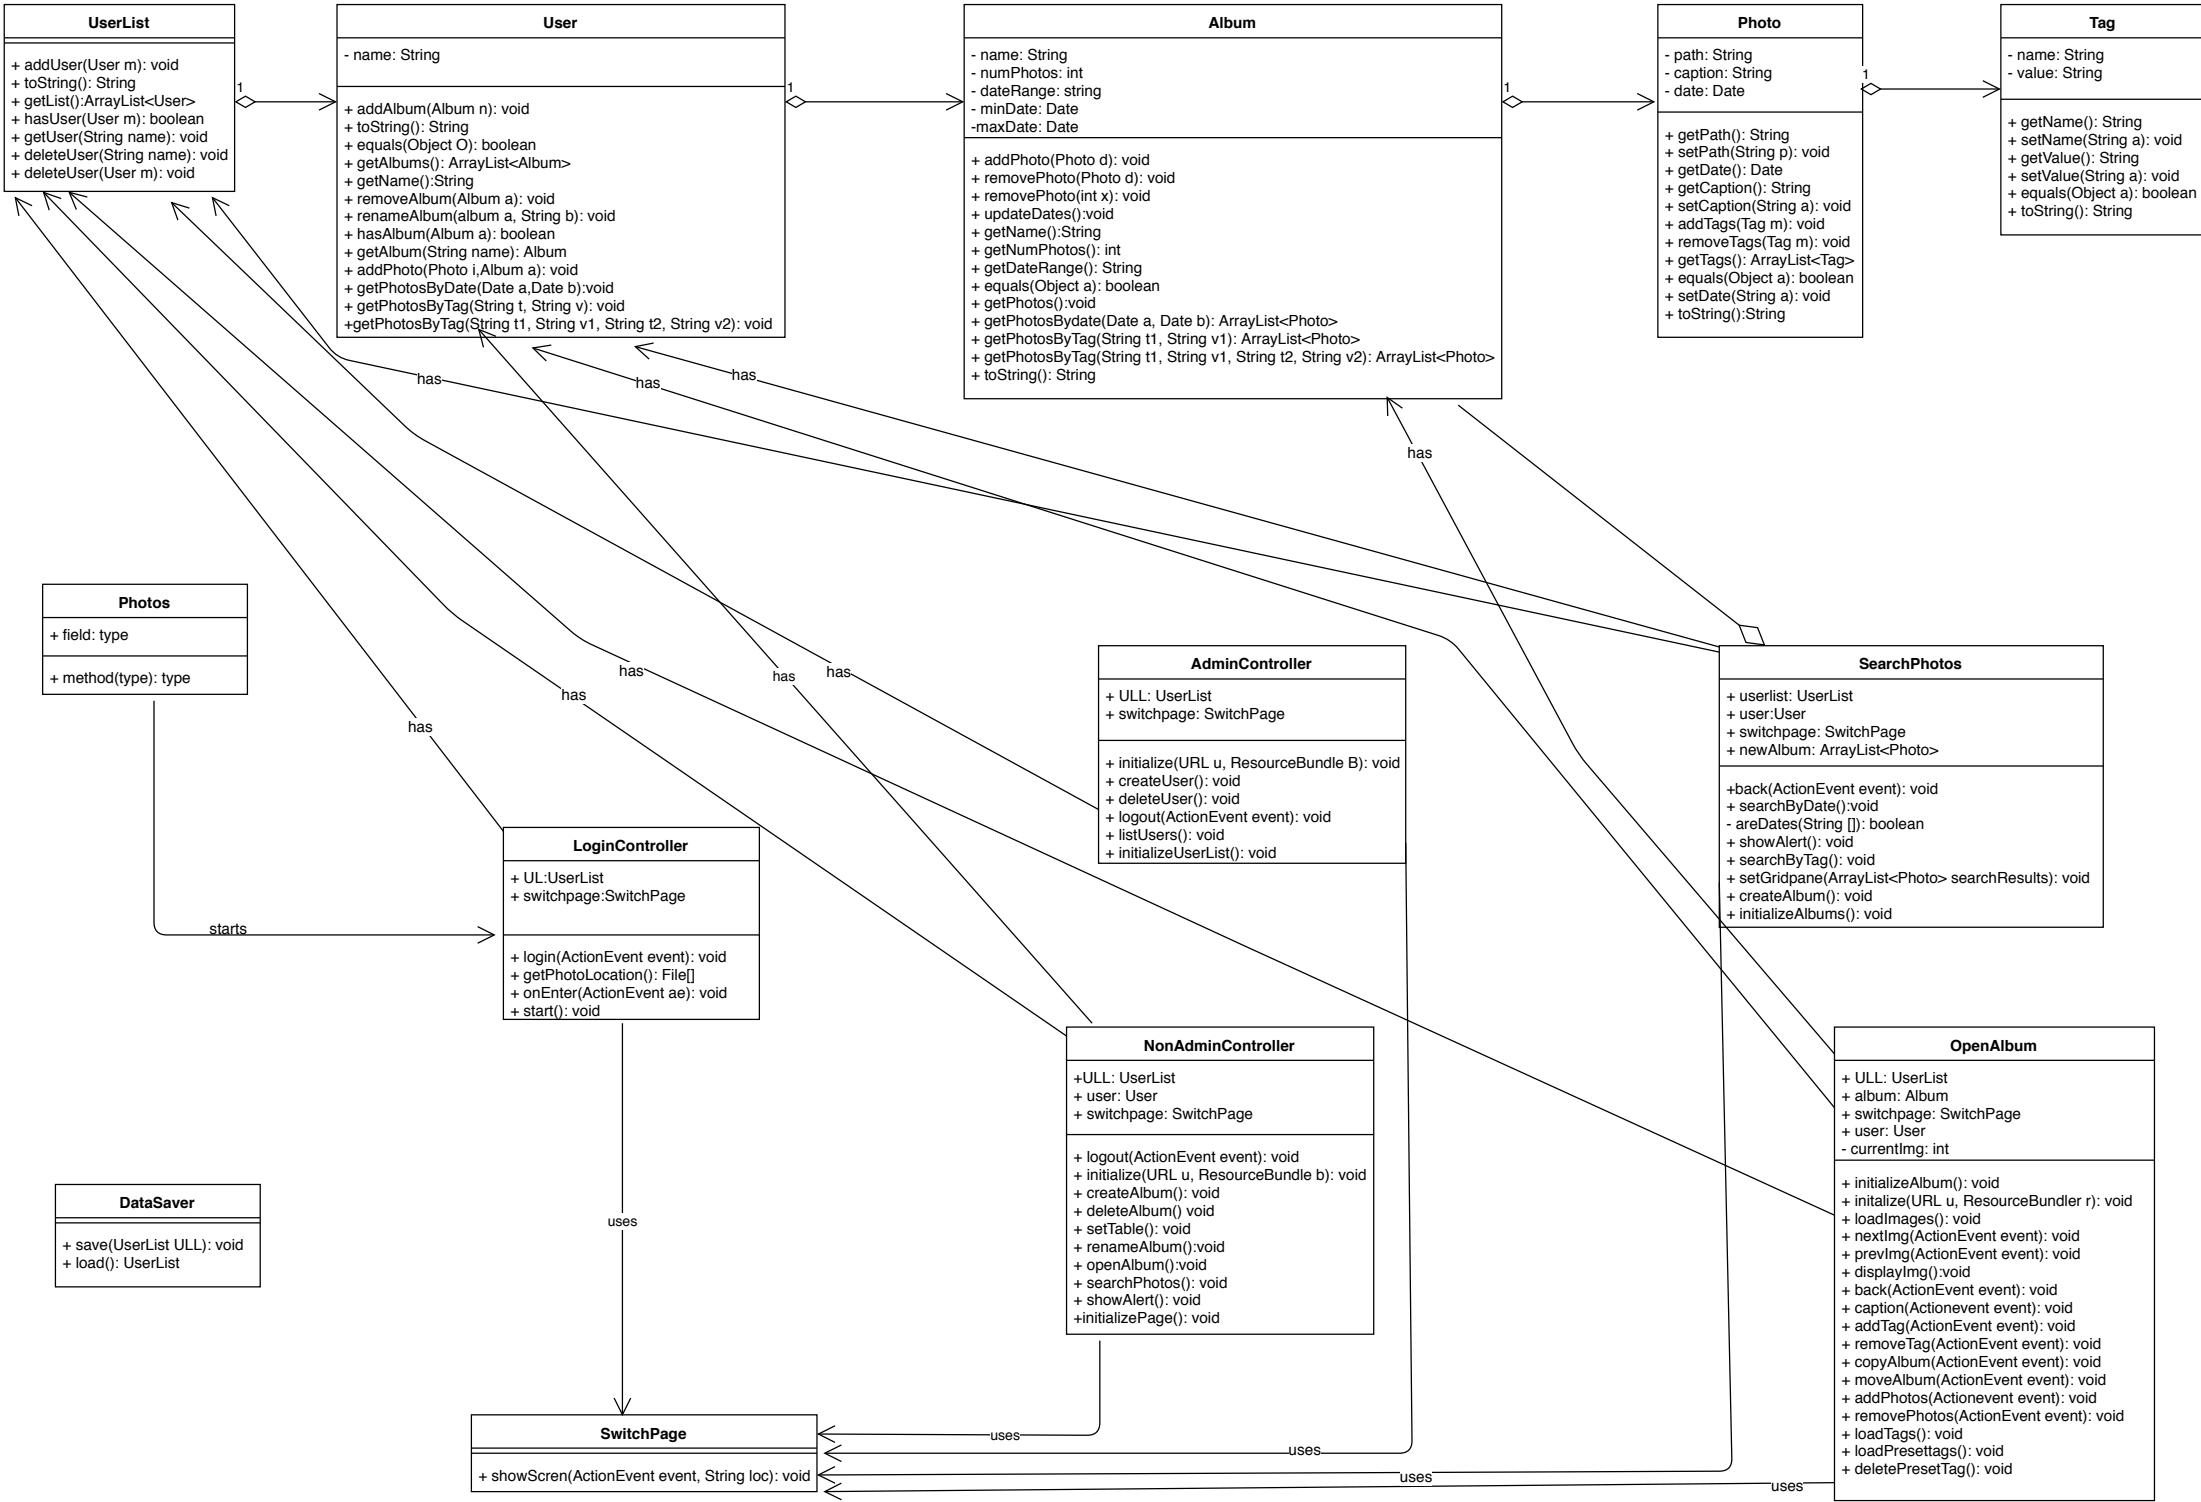 UserList
+ addUser(User m): void
+ toString(): String
+ getList():ArrayList<User>
+ hasUser(User m): boolean
+ getUser(String name): void
+ deleteUser(String name): void
+ deleteUser(User m): void
1
User
- name: String
+ addAlbum(Album n): void
+ toString(): String
+ equals(Object O): boolean
+ getAlbums(): ArrayList<Album>
+ getName():String
+ removeAlbum(Album a): void
+ renameAlbum(album a, String b): void
+ hasAlbum(Album a): boolean
+ getAlbum(String name): Album
+ addPhoto(Photo i,Album a): void
+ getPhotosByDate(Date a,Date b):void
+ getPhotosByTag(String t, String v): void
+getPhotosByTag(String t1, String v1, String t2, String v2): void
1
Album
- name: String
- numPhotos: int
- dateRange: string
- minDate: Date
-maxDate: Date
+ addPhoto(Photo d): void
+ removePhoto(Photo d): void
+ removePhoto(int x): void
+ updateDates():void
+ getName():String
+ getNumPhotos(): int
+ getDateRange(): String
+ equals(Object a): boolean
+ getPhotos():void
+ getPhotosBydate(Date a, Date b): ArrayList<Photo>
+ getPhotosByTag(String t1, String v1): ArrayList<Photo>
+ getPhotosByTag(String t1, String v1, String t2, String v2): ArrayList<Photo>
+ toString(): String
1
Photo
- path: String
- caption: String
- date: Date
+ getPath(): String
+ setPath(String p): void
+ getDate(): Date
+ getCaption(): String
+ setCaption(String a): void
+ addTags(Tag m): void
+ removeTags(Tag m): void
+ getTags(): ArrayList<Tag>
+ equals(Object a): boolean
+ setDate(String a): void
+ toString():String
1
Tag
- name: String
- value: String
+ getName(): String
+ setName(String a): void
+ getValue(): String
+ setValue(String a): void
+ equals(Object a): boolean
+ toString(): String
has
has
has
has
has
has
has
has
has
Photos
+ field: type
+ method(type): type
starts
LoginController
+ UL:UserList
+ switchpage:SwitchPage
+ login(ActionEvent event): void
+ getPhotoLocation(): File[]
+ onEnter(ActionEvent ae): void
+ start(): void
AdminController
+ ULL: UserList
+ switchpage: SwitchPage
+ initialize(URL u, ResourceBundle B): void
+ createUser(): void
+ deleteUser(): void
+ logout(ActionEvent event): void
+ listUsers(): void
+ initializeUserList(): void
SearchPhotos
+ userlist: UserList
+ user:User
+ switchpage: SwitchPage
+ newAlbum: ArrayList<Photo>
+back(ActionEvent event): void
+ searchByDate():void
- areDates(String []): boolean
+ showAlert(): void
+ searchByTag(): void
+ setGridpane(ArrayList<Photo> searchResults): void
+ createAlbum(): void
+ initializeAlbums(): void
NonAdminController
+ULL: UserList
+ user: User
+ switchpage: SwitchPage
+ logout(ActionEvent event): void
+ initialize(URL u, ResourceBundle b): void
+ createAlbum(): void
+ deleteAlbum() void
+ setTable(): void
+ renameAlbum():void
+ openAlbum():void
+ searchPhotos(): void
+ showAlert(): void
+initializePage(): void
OpenAlbum
+ ULL: UserList
+ album: Album
+ switchpage: SwitchPage
+ user: User
- currentImg: int
+ initializeAlbum(): void
+ initalize(URL u, ResourceBundler r): void
+ loadImages(): void
+ nextImg(ActionEvent event): void
+ prevImg(ActionEvent event): void
+ displayImg():void
+ back(ActionEvent event): void
+ caption(Actionevent event): void
+ addTag(ActionEvent event): void
+ removeTag(ActionEvent event): void
+ copyAlbum(ActionEvent event): void
+ moveAlbum(ActionEvent event): void
+ addPhotos(Actionevent event): void
+ removePhotos(ActionEvent event): void
+ loadTags(): void
+ loadPresettags(): void
+ deletePresetTag(): void
DataSaver
+ save(UserList ULL): void
+ load(): UserList
uses
SwitchPage
+ showScren(ActionEvent event, String loc): void
uses
uses
uses
uses